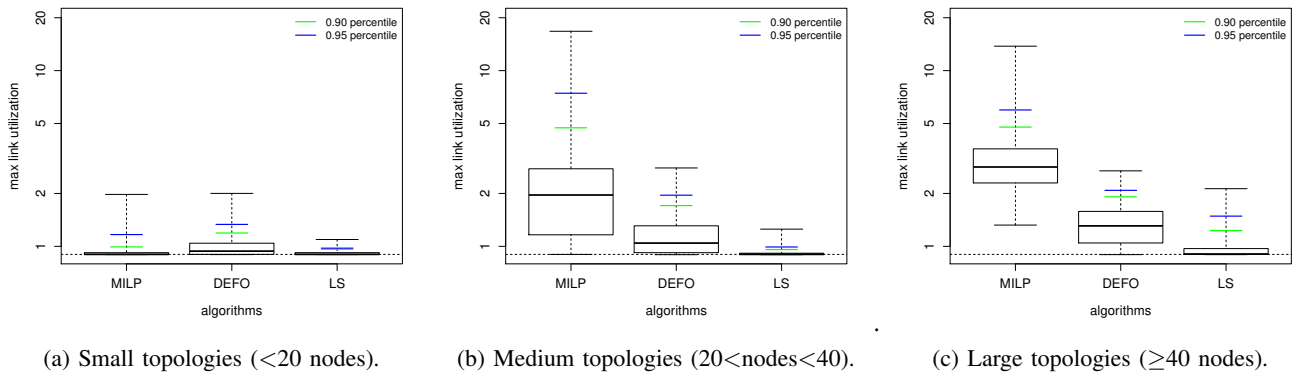 20
10
5
2
1
max link utilization
0.90 percentile
0.95 percentile
MILP DEFO LS
algorithms
(a) Small topologies (<20 nodes).
20
10
5
2
1
max link utilization
0.90 percentile
0.95 percentile
MILP DEFO LS
algorithms
.
(b) Medium topologies (20<nodes<40).
20
10
5
2
1
max link utilization
0.90 percentile
0.95 percentile
MILP DEFO LS
algorithms
(c) Large topologies (≥40 nodes).